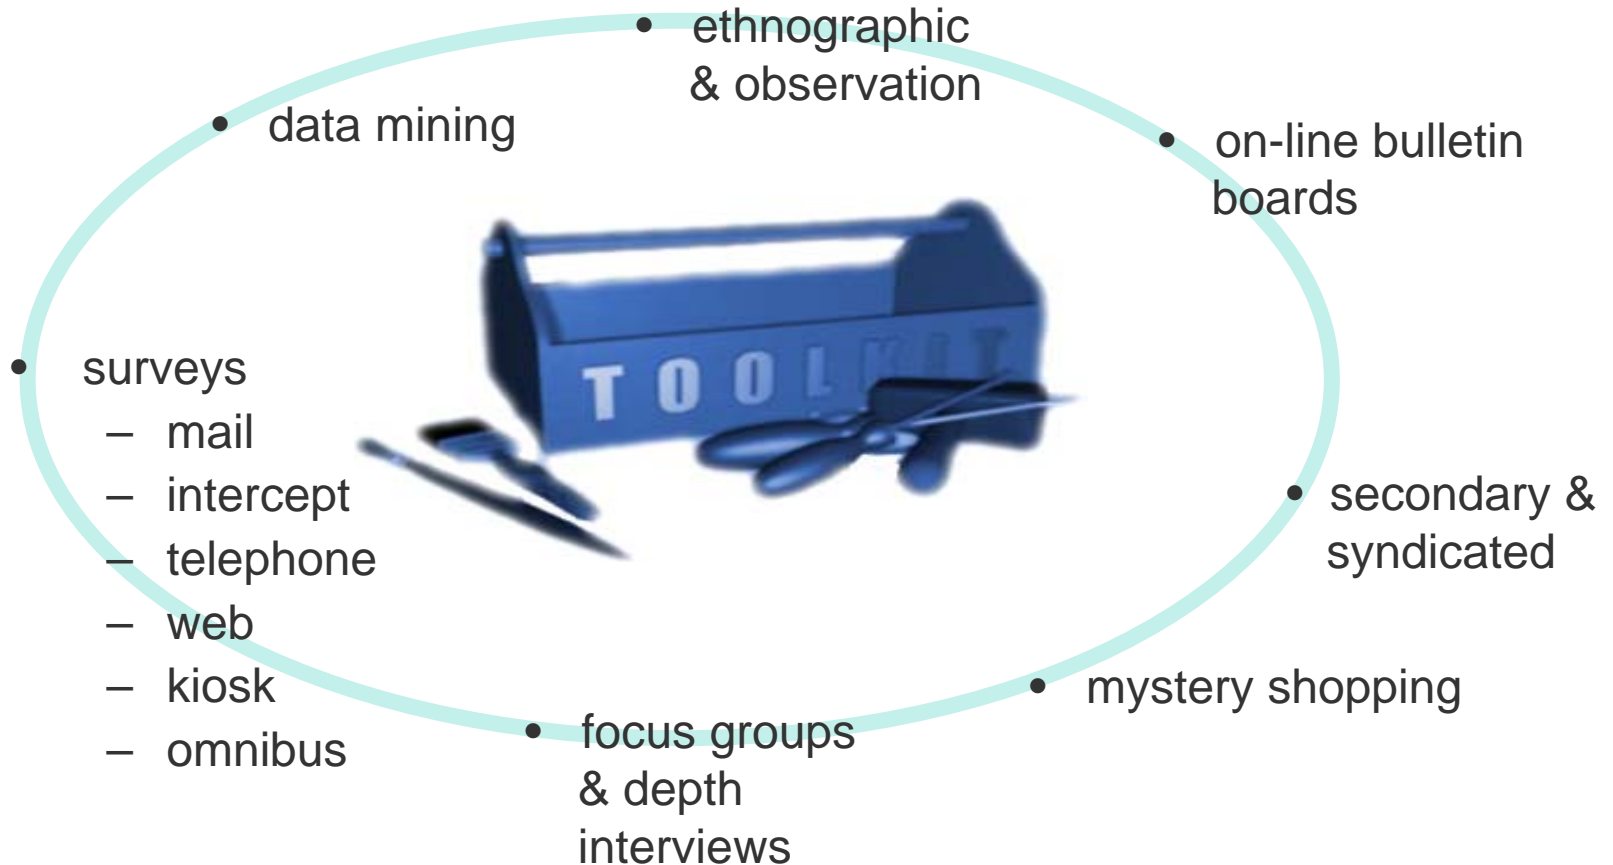 • ethnographic
& observation
• data mining
• on-line bulletin
boards
TOOLKIT
• surveys
– mail
– intercept
– telephone
– web
– kiosk
– omnibus
• secondary &
syndicated
• mystery shopping
• focus groups
& depth
interviews